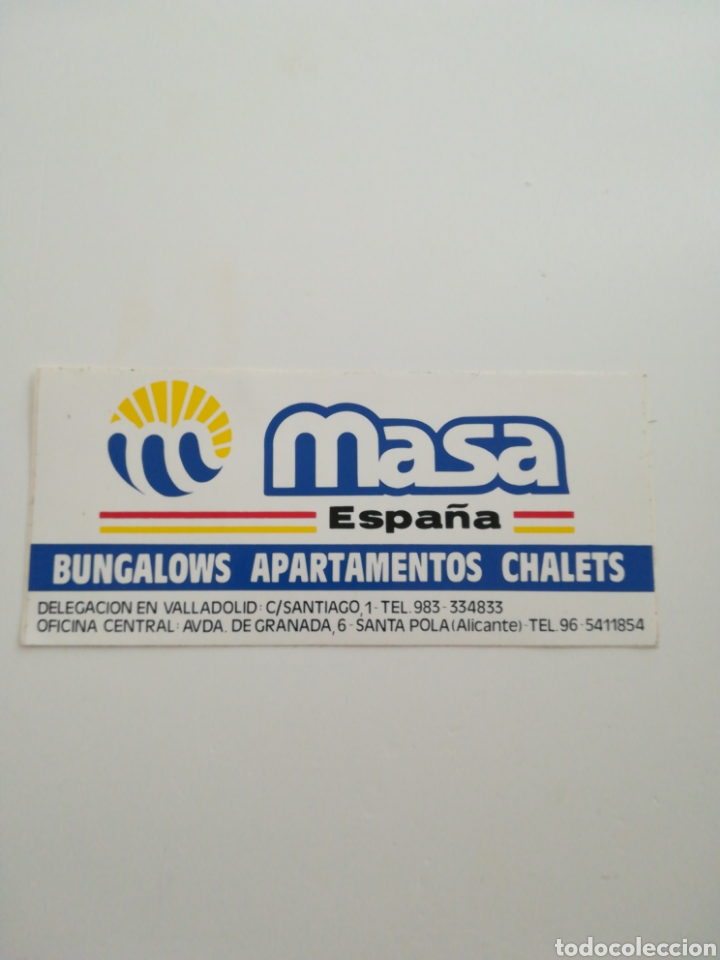 masa
España
BUNGALOWS APARTAMENTOS CHALETS
DELEGACION EN VALLADOLID: C/SANTIAGO, 1-TEL. 983-334833
OFICINA CENTRAL: AVDA. DE GRANADA, 6-SANTA POLA (Alicante)-TEL. 96-5411854
todocoleccion